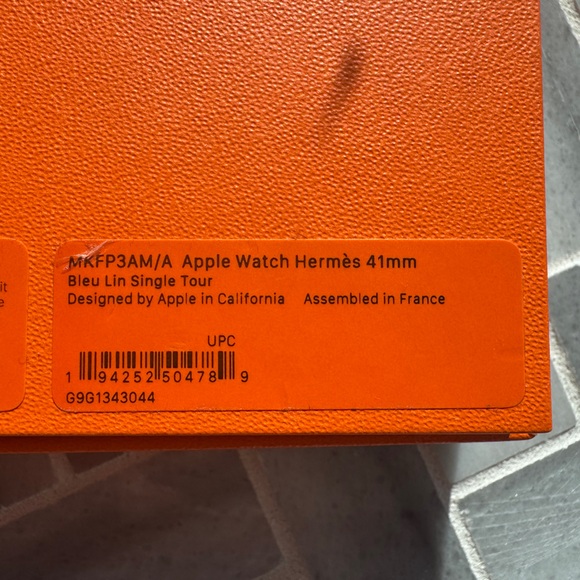 it
e
MKFP3AM/A Apple Watch Hermès 41mm
Bleu Lin Single Tour
Designed by Apple in California Assembled in France
UPC
1 94252 50478 9
G9G1343044